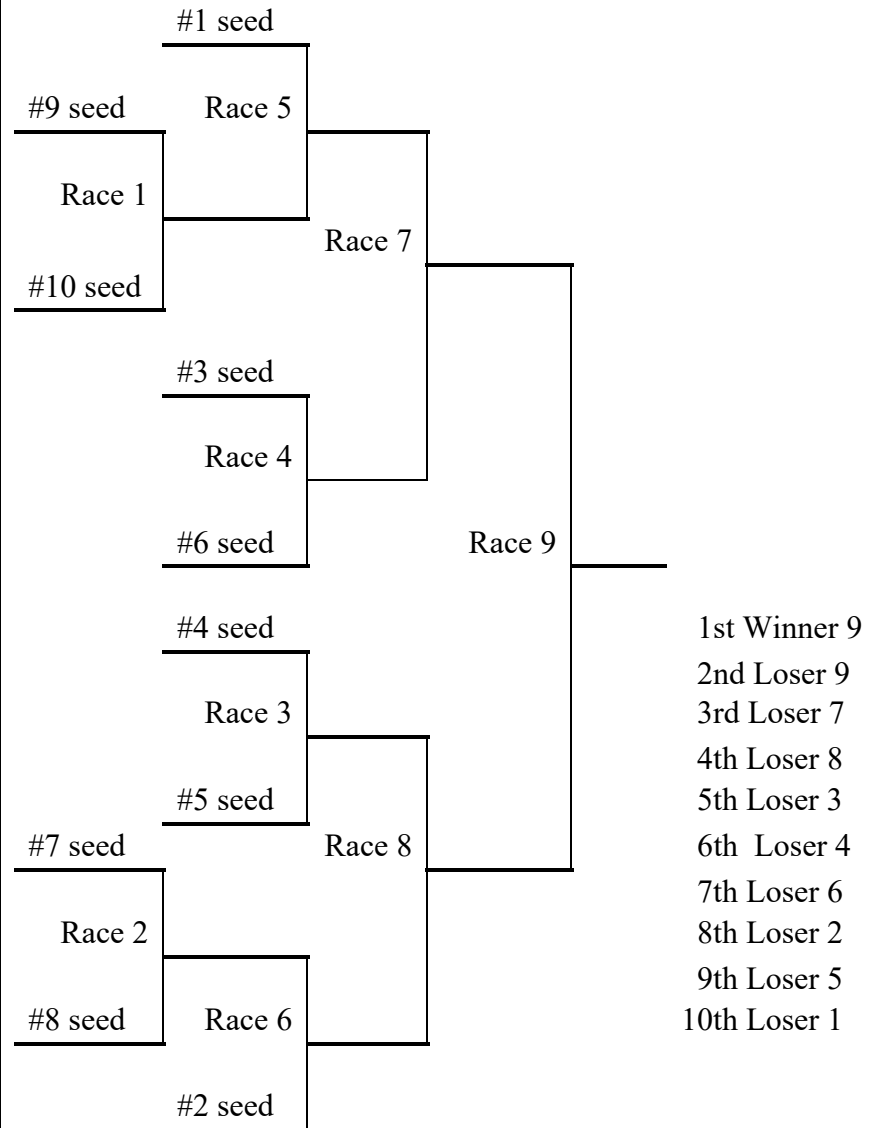 #1 seed
#9 seed
Race 5
Race 1
Race 7
#10 seed
#3 seed
Race 4
#6 seed
Race 9
#4 seed
1st Winner 9
2nd Loser 9
Race 3
3rd Loser 7
4th Loser 8
#5 seed
5th Loser 3
#7 seed
Race 8
6th  Loser 4
7th Loser 6
Race 2
8th Loser 2
9th Loser 5
#8 seed
Race 6
10th Loser 1
#2 seed